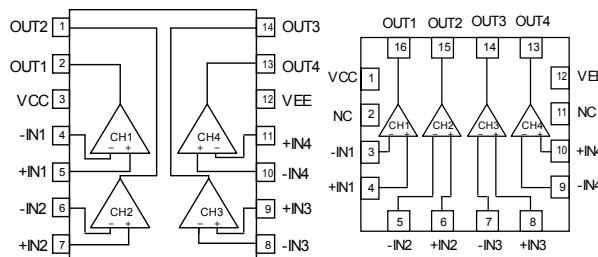 OUT2 1 14 OUT3
OUT1 2 13 OUT4
VCC 3 12 VEE
-IN1 4 CH1 CH4 11 +IN4
+IN1 5 10 -IN4
-IN2 6 CH2 CH3 9 +IN3
+IN2 7 8 -IN3
− + + −
− + + −
OUT1 OUT2 OUT3 OUT4
16 15 14 13
VCC 1 12 VEE
NC 2 11 NC
CH1 CH2 CH3 CH4
− + − + − + + −
-IN1 3 10 +IN4
+IN1 4 9 -IN4
5 6 7 8
-IN2 +IN2 -IN3 +IN3